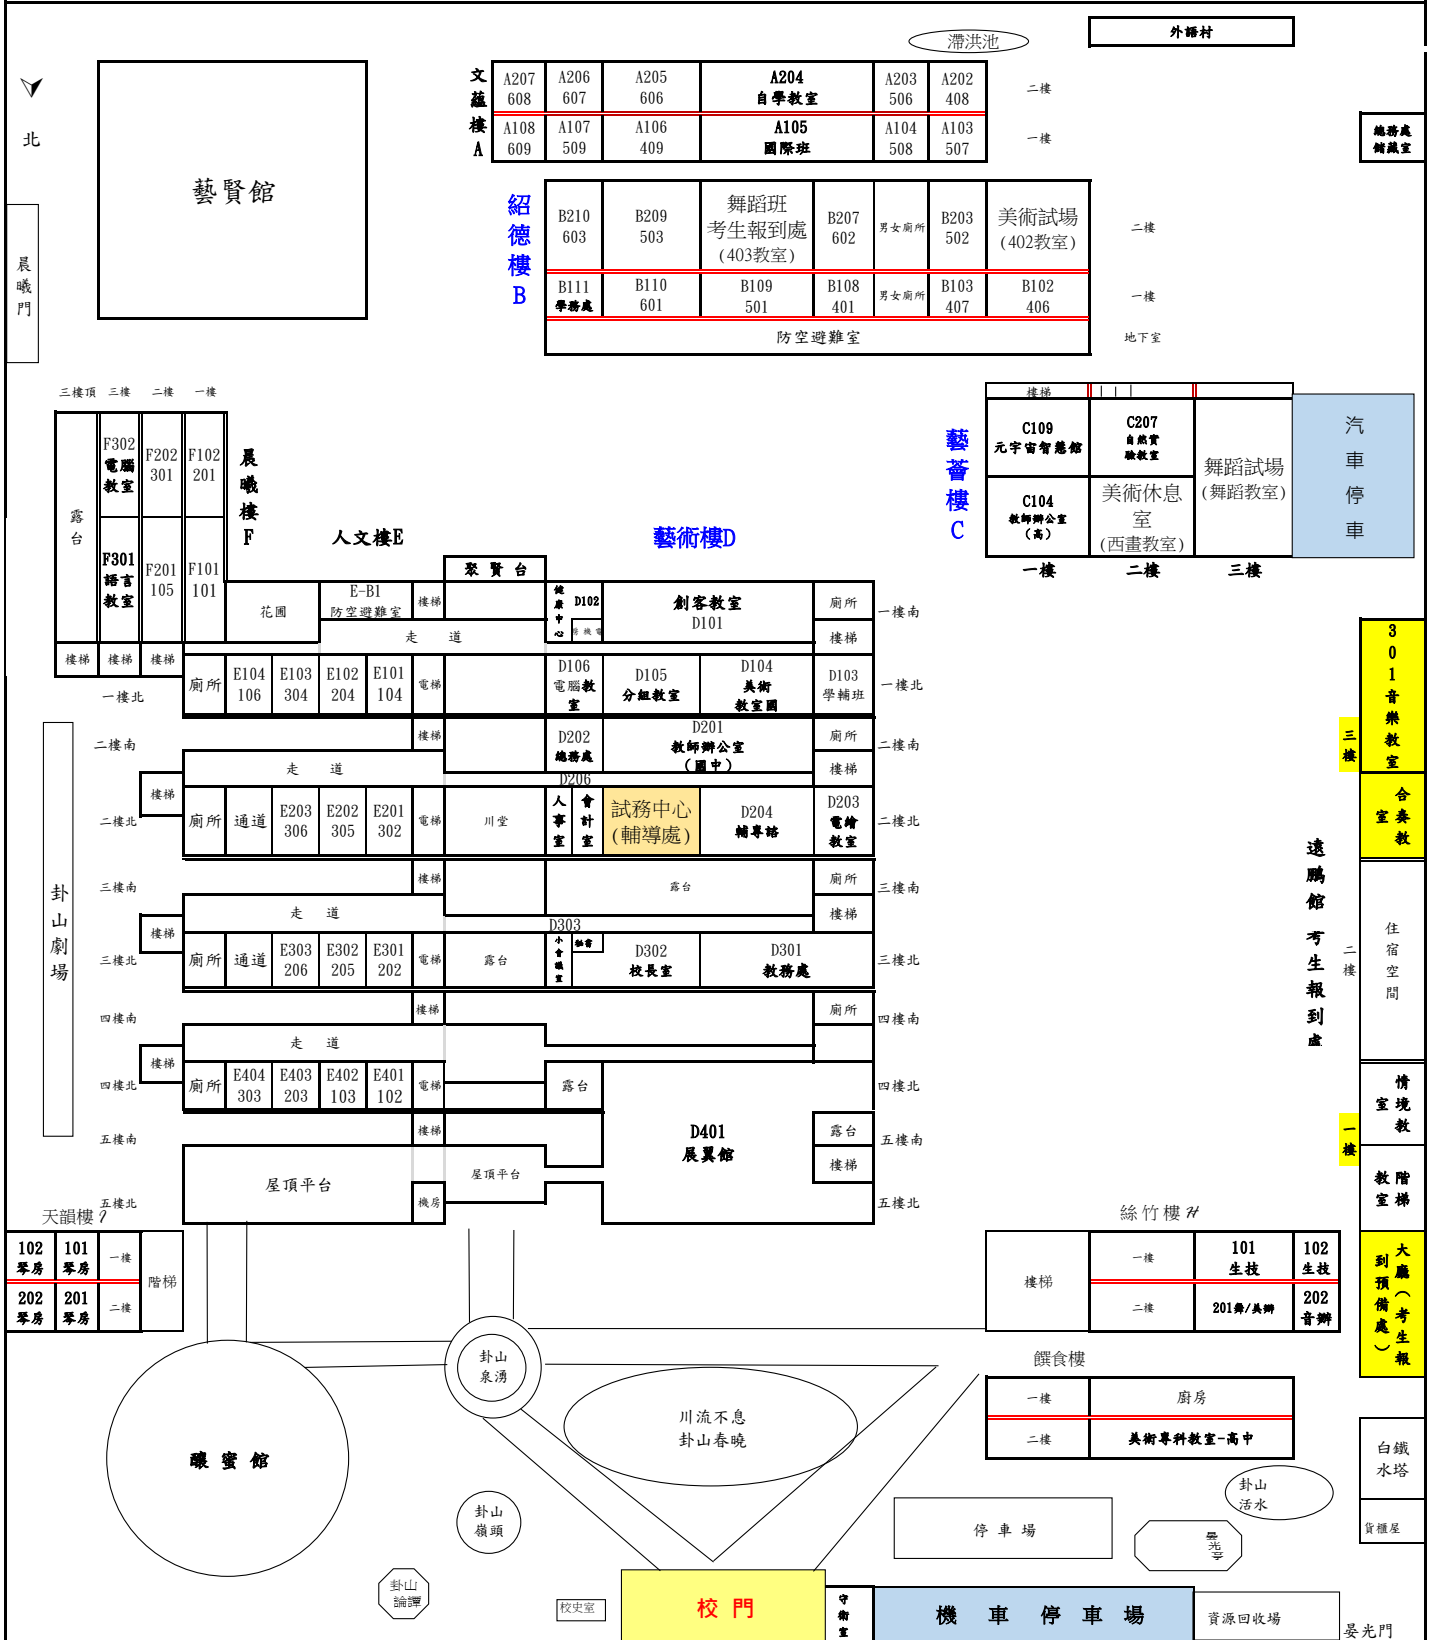 滯洪池
外語村
北
文蘊樓A
A207
608
A206
607
A205
606
A204
自學教室
A203
506
A202
408
二樓
A108
609
A107
509
A106
409
A105
國際班
A104
508
A103
507
一樓
總務處
儲藏室
藝賢館
晨曦門
紹德樓B
B210
603
B209
503
舞蹈班
考生報到處
(403教室)
B207
602
男女廁所
B203
502
美術試場
(402教室)
二樓
B111
學務處
B110
601
B109
501
B108
401
男女廁所
B103
407
B102
406
一樓
防空避難室
地下室
三樓頂
三樓
二樓
一樓
露台
F302
電腦
教室
F202
301
F102
201
F301
語言
教室
F201
105
F101
101
樓梯
樓梯
樓梯
晨曦樓F
人文樓E
藝術樓D
藝薈樓C
樓梯
C109
元宇宙智慧館
C207
自然實
驗教室
舞蹈試場
(舞蹈教室)
C104
教師辦公室
(高)
美術休息
室
(西畫教室)
一樓
二樓
三樓
汽車停車
聚賢台
花圃
E-B1
防空避難室
樓梯
健康中心
D102
創客教室
D101
廁所
一樓南
走道
樓梯
廁所
E104
106
E103
304
E102
204
E101
104
電梯
D106
電腦教
室
D105
分組教室
D104
美術
教室國
D103
學輔班
一樓北
一樓北
二樓南
樓梯
D202
總務處
D201
教師辦公室
(國中)
廁所
二樓南
走道
樓梯
D206
樓梯
二樓北
廁所
通道
E203
306
E202
305
E201
302
電梯
川堂
人事室
會計室
試務中心
(輔導處)
D204
輔專諮
D203
電繪
教室
二樓北
三樓南
樓梯
露台
廁所
三樓南
走道
樓梯
D303
樓梯
三樓北
廁所
通道
E303
206
E302
205
E301
202
電梯
露台
小會議室
秘書
D302
校長室
D301
教務處
三樓北
四樓南
樓梯
廁所
四樓南
走道
樓梯
四樓北
廁所
E404
303
E403
203
E402
103
E401
102
電梯
露台
四樓北
五樓南
樓梯
D401
展翼館
露台
五樓南
樓梯
屋頂平台
屋頂平台
機房
五樓北
五樓北
卦山劇場
301音樂教室
三樓
合奏教室
遠鵬館 考生報到處
二樓
住宿空間
情境教室
一樓
階梯教室
大廳(考生報到預備處)
天韻樓I
102
琴房
101
琴房
一樓
階梯
202
琴房
201
琴房
二樓
絲竹樓H
樓梯
一樓
101
生技
102
生技
二樓
201舞/美辦
202
音辦
饌食樓
一樓
廚房
二樓
美術專科教室-高中
卦山
泉湧
川流不息
卦山春曉
釀蜜館
卦山
嶺頭
卦山
論譚
校史室
校門
守衛室
停車場
卦山
活水
晏光亭
白鐵
水塔
貨櫃屋
機車停車場
資源回收場
晏光門